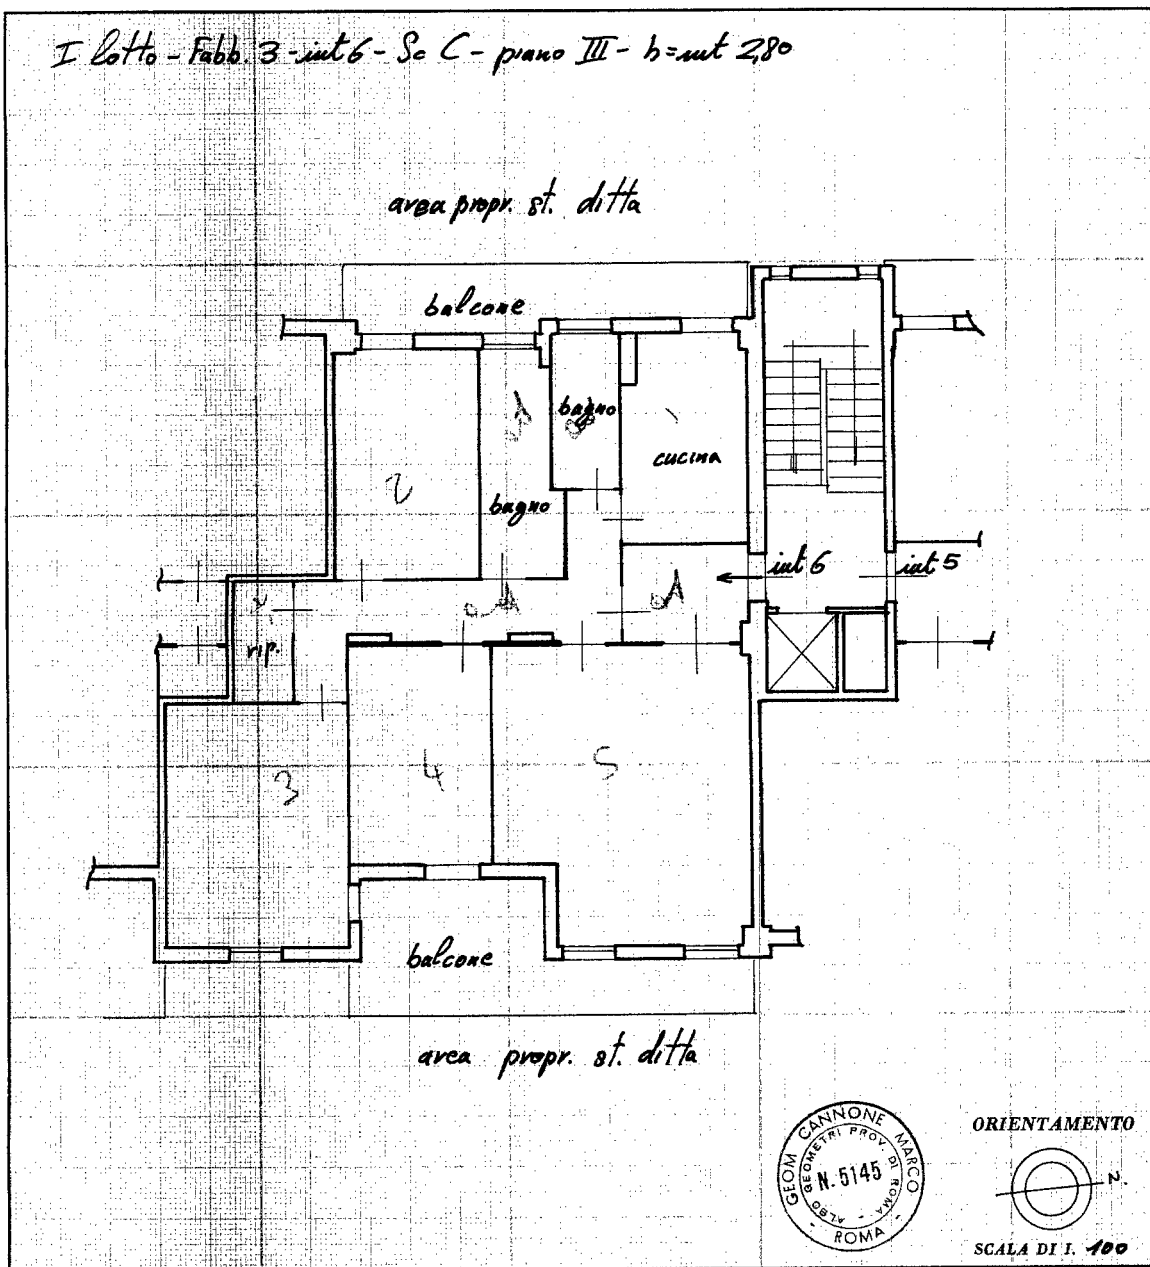 I lotto - Fabb. 3 - int 6 - Sc C - piano III - h = mt 2,80
area propr. st. ditta
balcone
bagno
cucina
2
bagno
int 6
int 5
A
A
A
rip.
3
4
5
balcone
area propr. st. ditta
GEOM CANNONE MARCO
ALBO GEOMETRI PROV. DI ROMA
N. 5145
- ROMA -
ORIENTAMENTO
N.
SCALA DI 1. 100